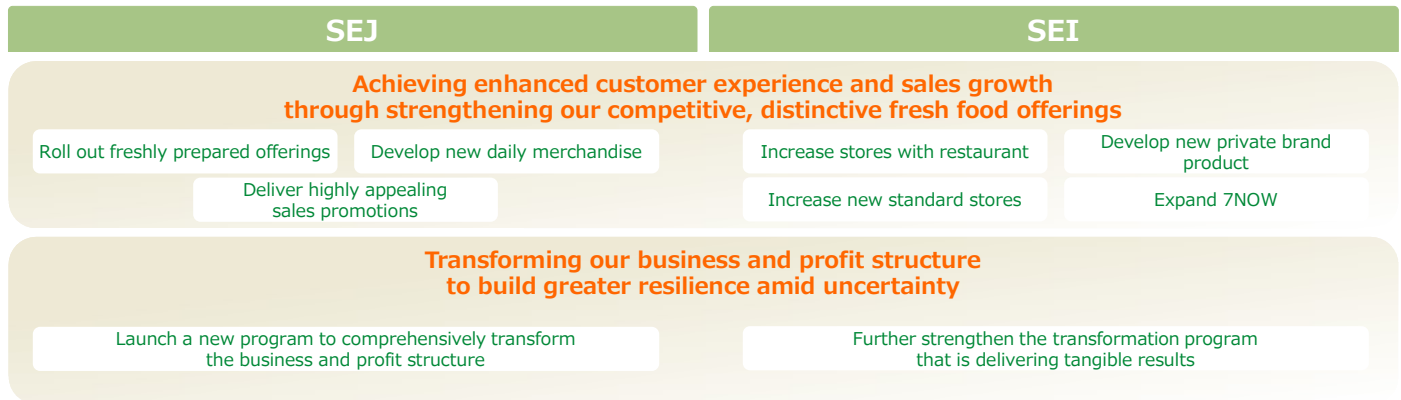 SEJ
SEI
Achieving enhanced customer experience and sales growth
through strengthening our competitive, distinctive fresh food offerings
Roll out freshly prepared offerings
Develop new daily merchandise
Deliver highly appealing
sales promotions
Increase stores with restaurant
Develop new private brand
product
Increase new standard stores
Expand 7NOW
Transforming our business and profit structure
to build greater resilience amid uncertainty
Launch a new program to comprehensively transform
the business and profit structure
Further strengthen the transformation program
that is delivering tangible results